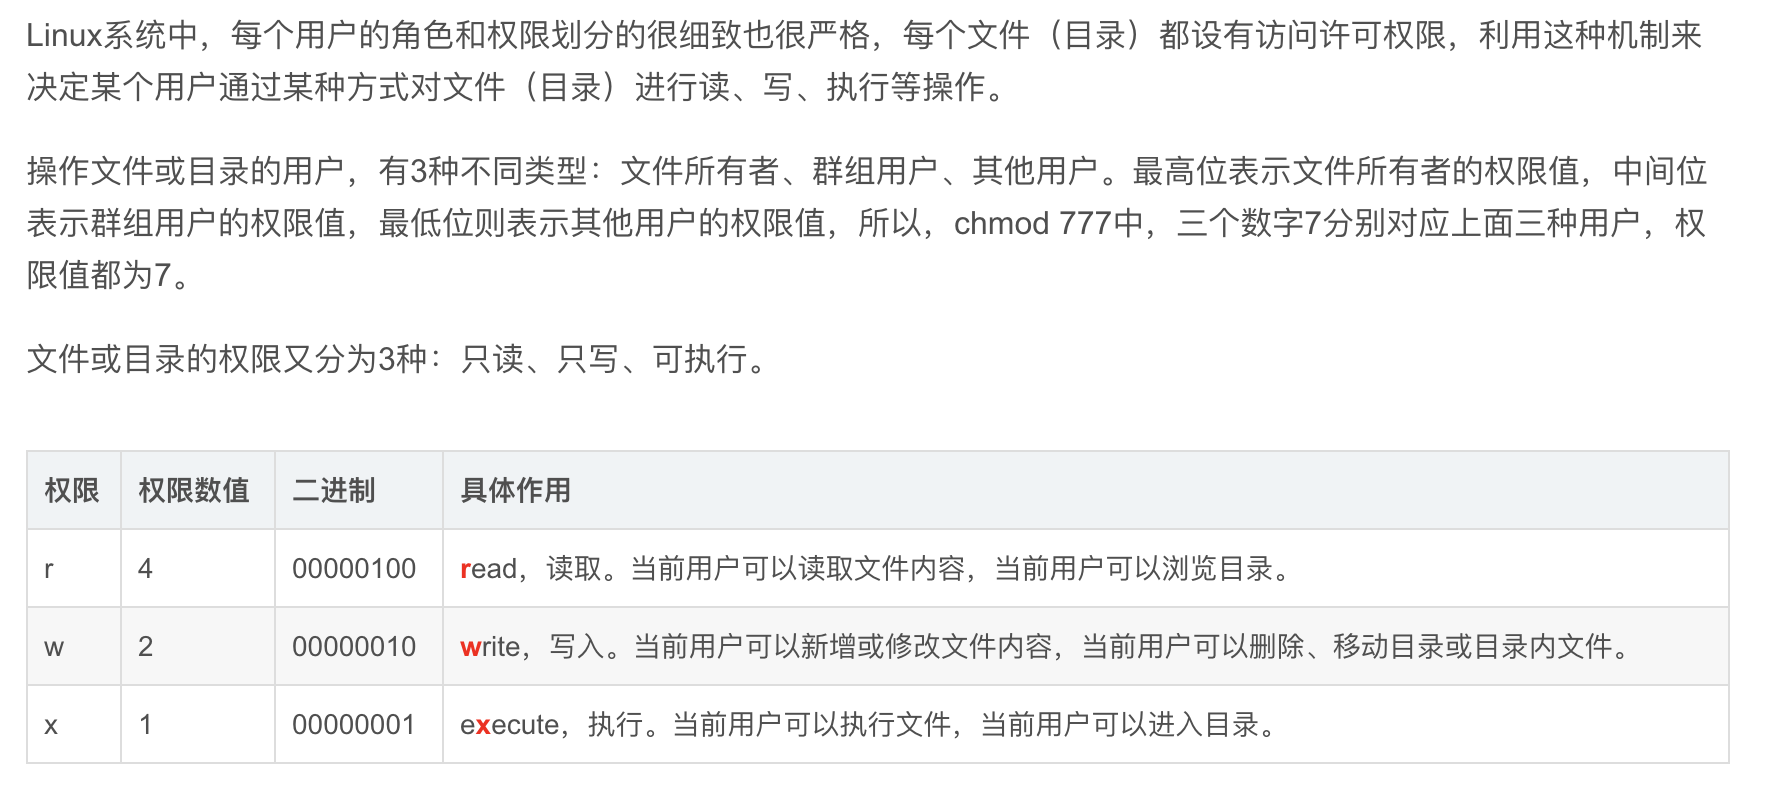 Linux系统中，每个用户的角色和权限划分的很细致也很严格，每个文件（目录）都设有访问许可权限，利用这种机制来
决定某个用户通过某种方式对文件（目录）进行读、写、执行等操作。
操作文件或目录的用户，有3种不同类型：文件所有者、群组用户、其他用户。最高位表示文件所有者的权限值，中间位
表示群组用户的权限值，最低位则表示其他用户的权限值，所以，chmod 777中，三个数字7分别对应上面三种用户，权
限值都为7。
文件或目录的权限又分为3种：只读、只写、可执行。
权限 权限数值 二进制 具体作用
r 4 00000100 read，读取。当前用户可以读取文件内容，当前用户可以浏览目录。
w 2 00000010 write，写入。当前用户可以新增或修改文件内容，当前用户可以删除、移动目录或目录内文件。
x 1 00000001 execute，执行。当前用户可以执行文件，当前用户可以进入目录。